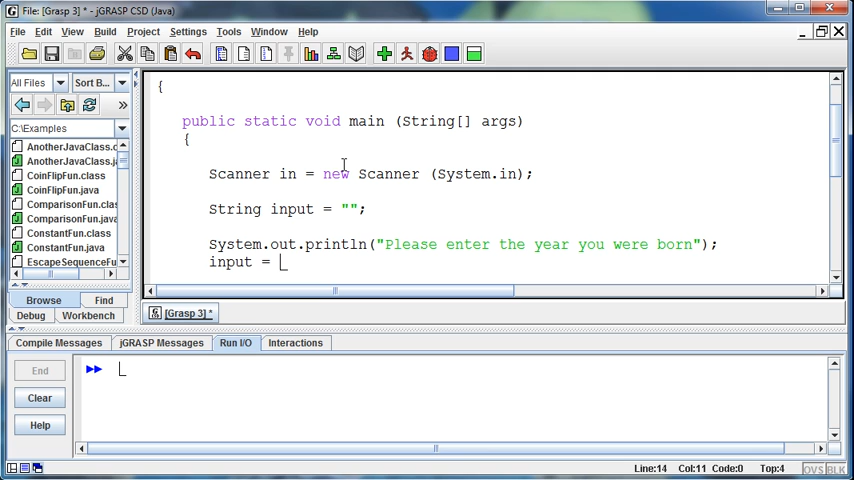 File: [Grasp 3] * - jGRASP CSD (Java)
File Edit View Build Project Settings Tools Window Help
All Files Sort B...
C:\Examples
AnotherJavaClass.c
AnotherJavaClass.ja
CoinFlipFun.class
CoinFlipFun.java
ComparisonFun.clas
ComparisonFun.java
ConstantFun.class
ConstantFun.java
EscapeSequenceFu
Browse Find
Debug Workbench
{
public static void main (String[] args)
{
Scanner in = new Scanner (System.in);
String input = "";
System.out.println("Please enter the year you were born");
input =
[Grasp 3] *
Compile Messages jGRASP Messages Run I/O Interactions
End
Clear
Help
Line:14 Col:11 Code:0 Top:4 OVS BLK